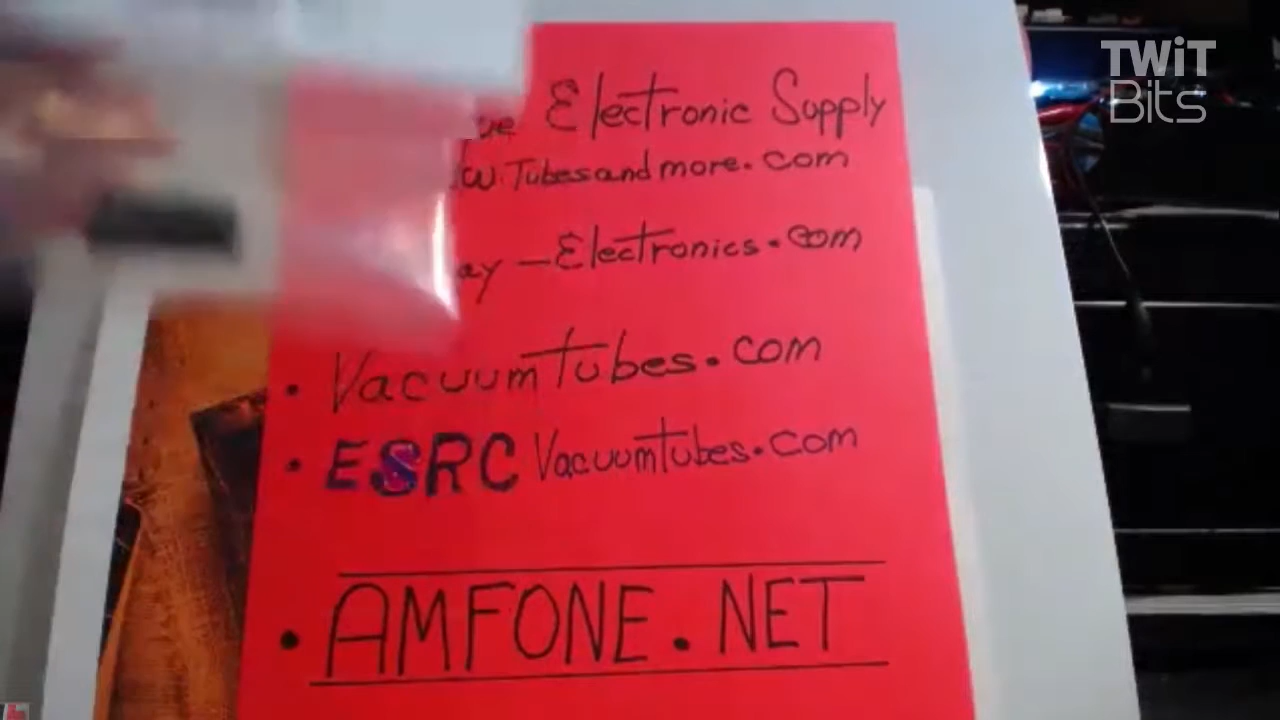 TWiT
Bits
Electronic Supply
Tubesandmore.com
-Electronics.com
• Vacuumtubes.com
• ESRC Vacuumtubes.com
• AMFONE.NET